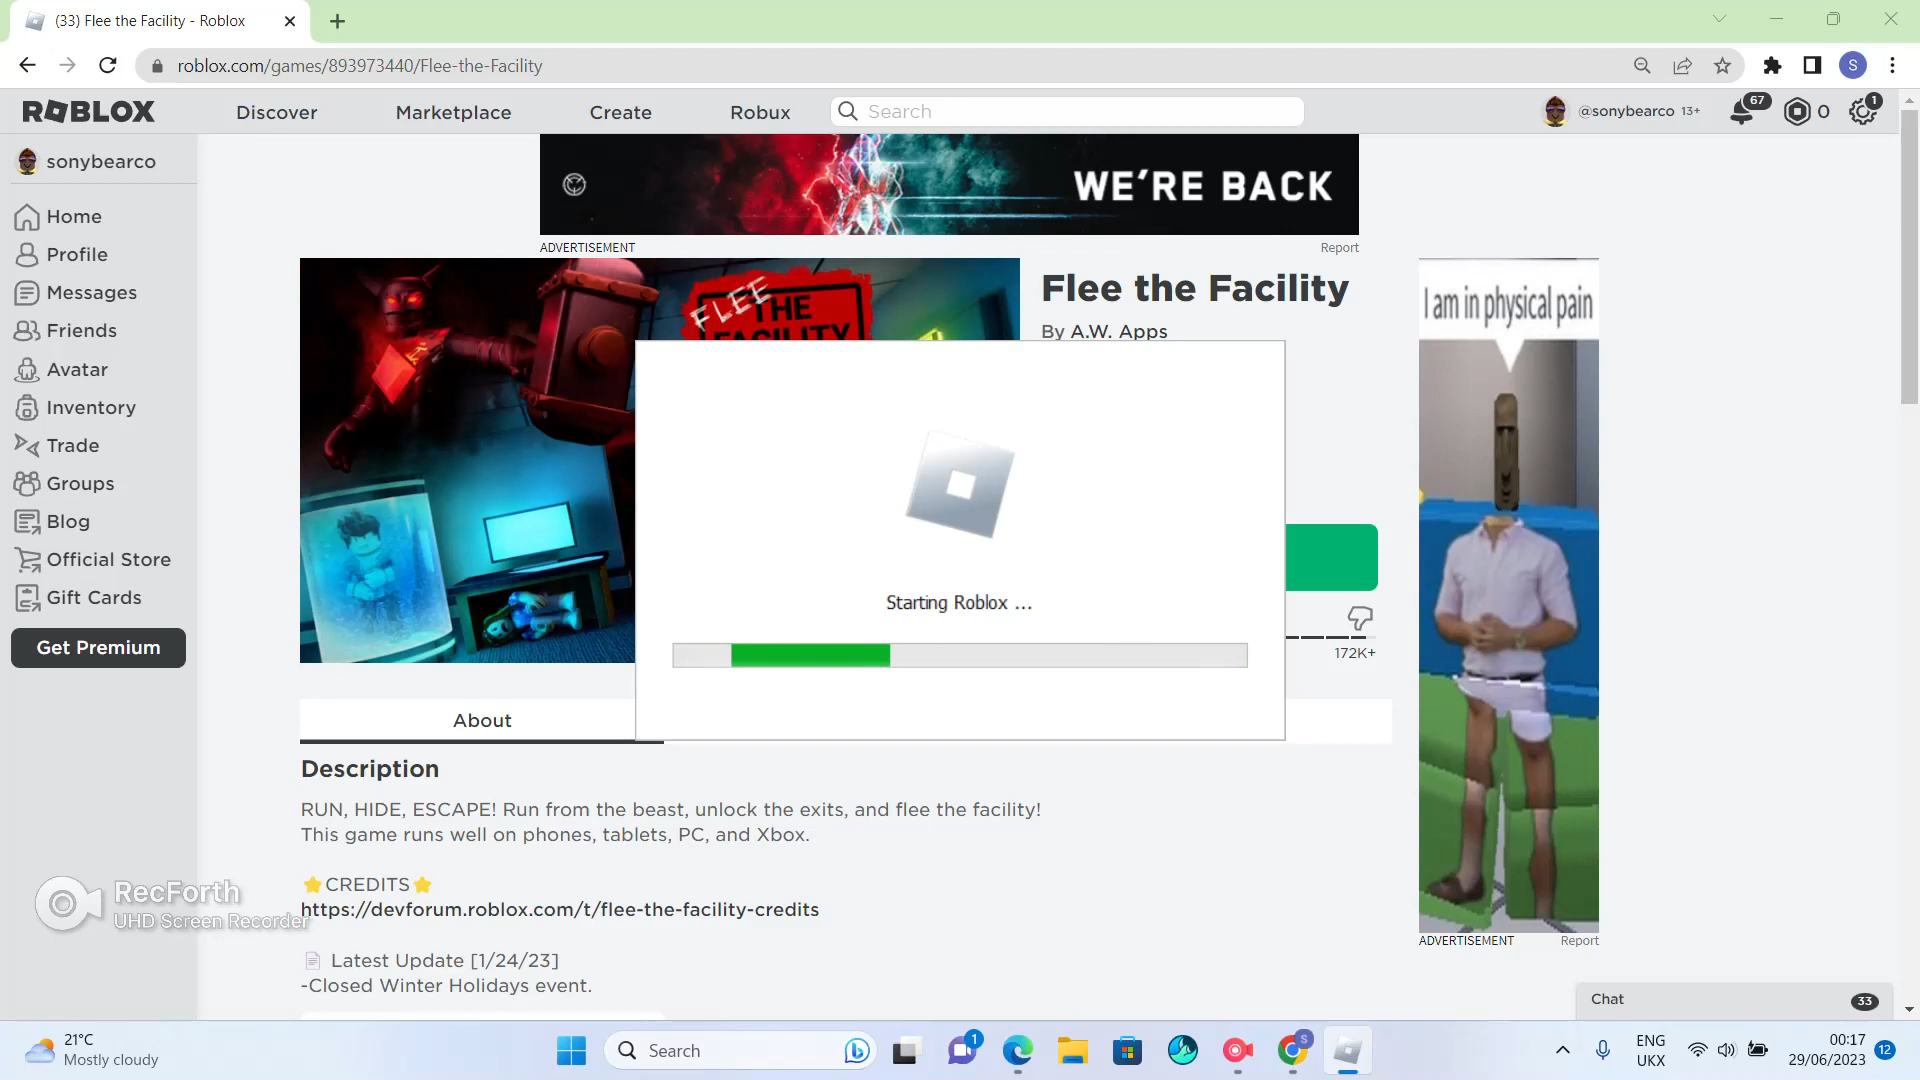 (33) Flee the Facility - Roblox
roblox.com/games/893973440/Flee-the-Facility
S
ROBLOX
Discover
Marketplace
Create
Robux
Search
@sonybearco 13+
67
0
1
sonybearco
Home
Profile
Messages
Friends
Avatar
Inventory
Trade
Groups
Blog
Official Store
Gift Cards
Get Premium
WE'RE BACK
ADVERTISEMENT
Report
FLEE
THE
FACILITY
Flee the Facility
By A.W. Apps
I am in physical pain
Starting Roblox ...
172K+
About
Description
RUN, HIDE, ESCAPE! Run from the beast, unlock the exits, and flee the facility!
This game runs well on phones, tablets, PC, and Xbox.
⭐CREDITS⭐
https://devforum.roblox.com/t/flee-the-facility-credits
Latest Update [1/24/23]
-Closed Winter Holidays event.
RecForth
UHD Screen Recorder
ADVERTISEMENT
Report
Chat
33
21°C
Mostly cloudy
Search
1
S
ENG
UKX
00:17
29/06/2023
12